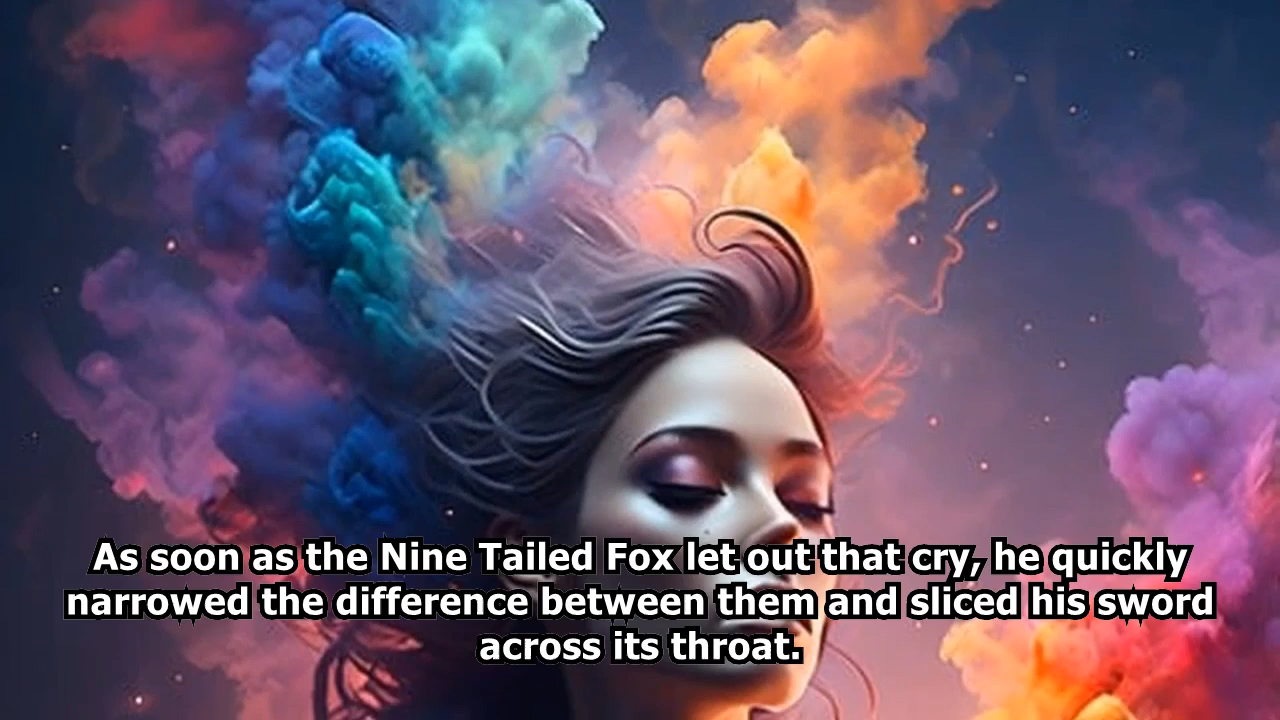 As soon as the Nine Tailed Fox let out that cry, he quickly
narrowed the difference between them and sliced his sword
across its throat.